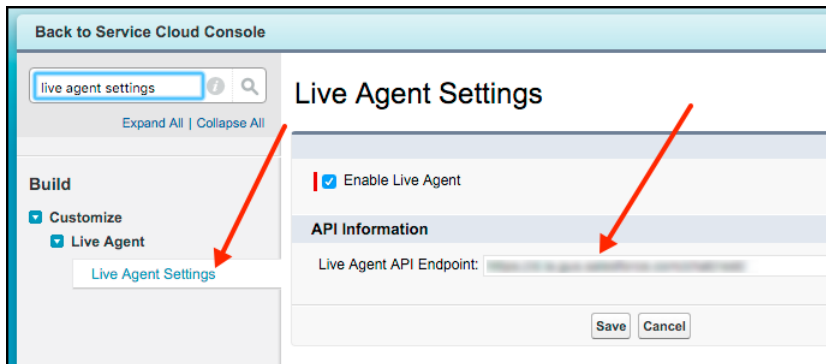 Back to Service Cloud Console
live agent settings
Expand All | Collapse All
Build
Customize
Live Agent
Live Agent Settings
Live Agent Settings
Enable Live Agent
API Information
Live Agent API Endpoint:
Save Cancel